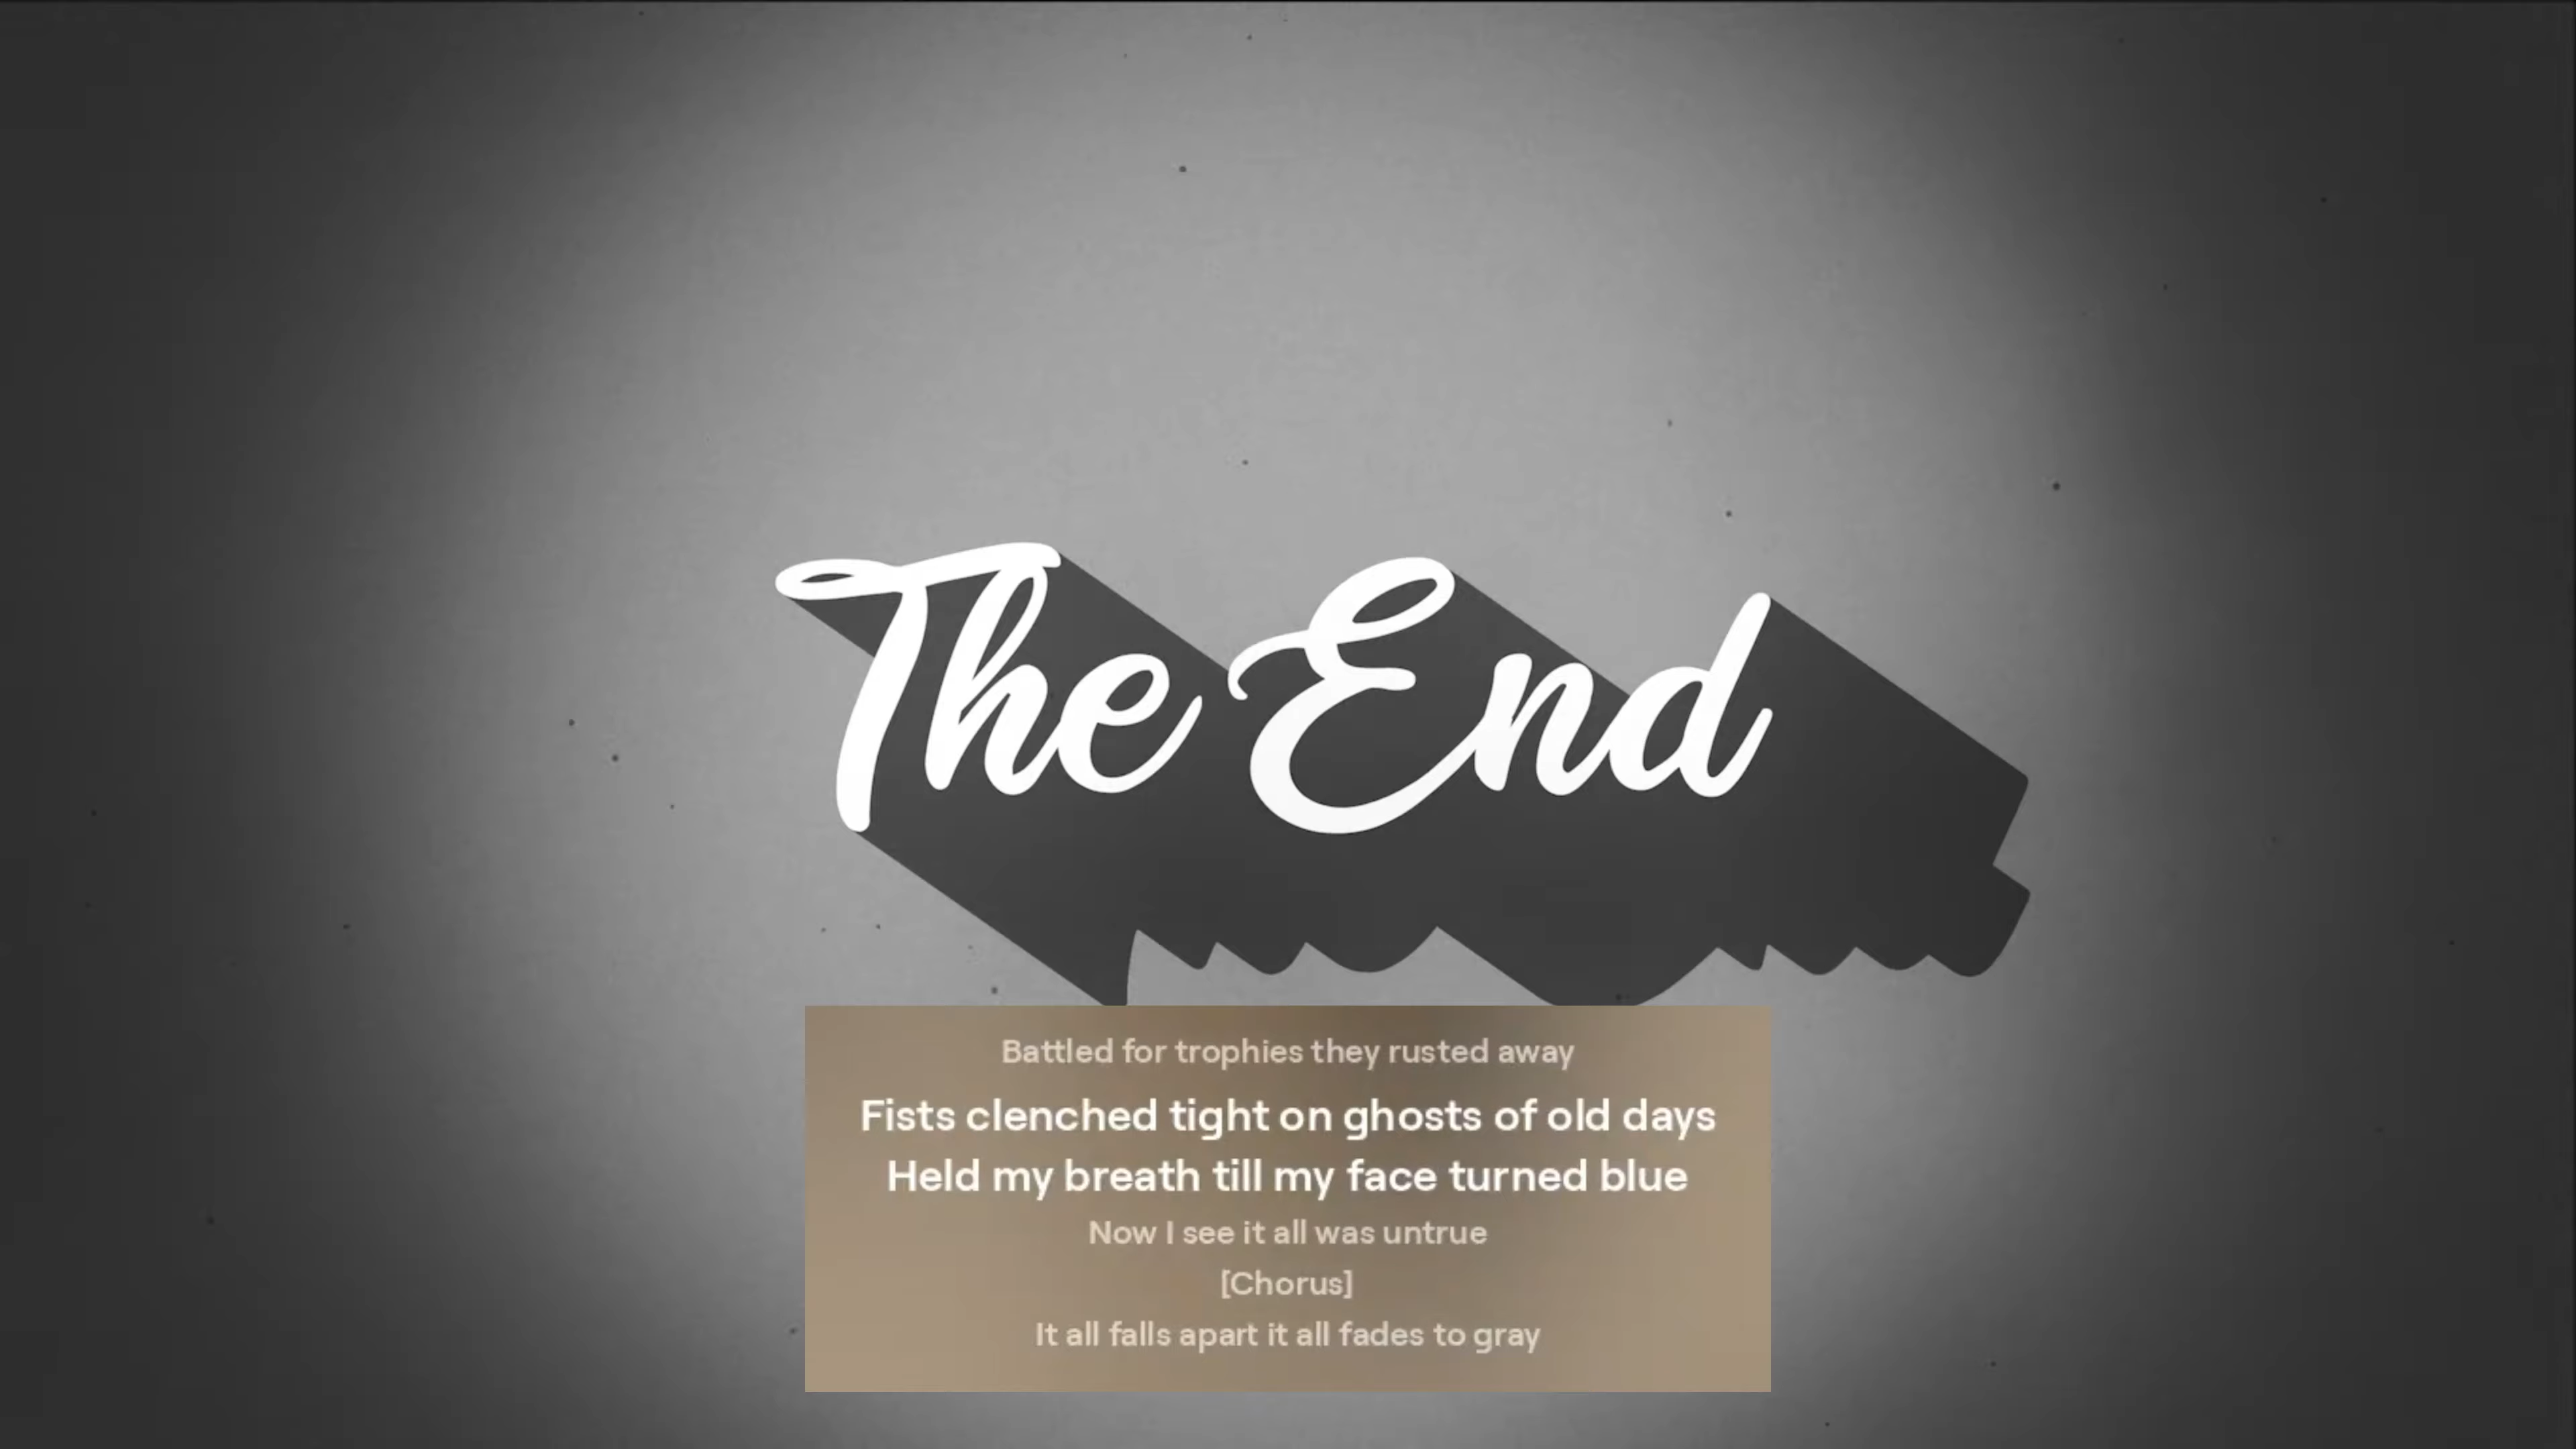 The End
Battled for trophies they rusted away
Fists clenched tight on ghosts of old days
Held my breath till my face turned blue
Now I see it all was untrue
[Chorus]
It all falls apart it all fades to gray